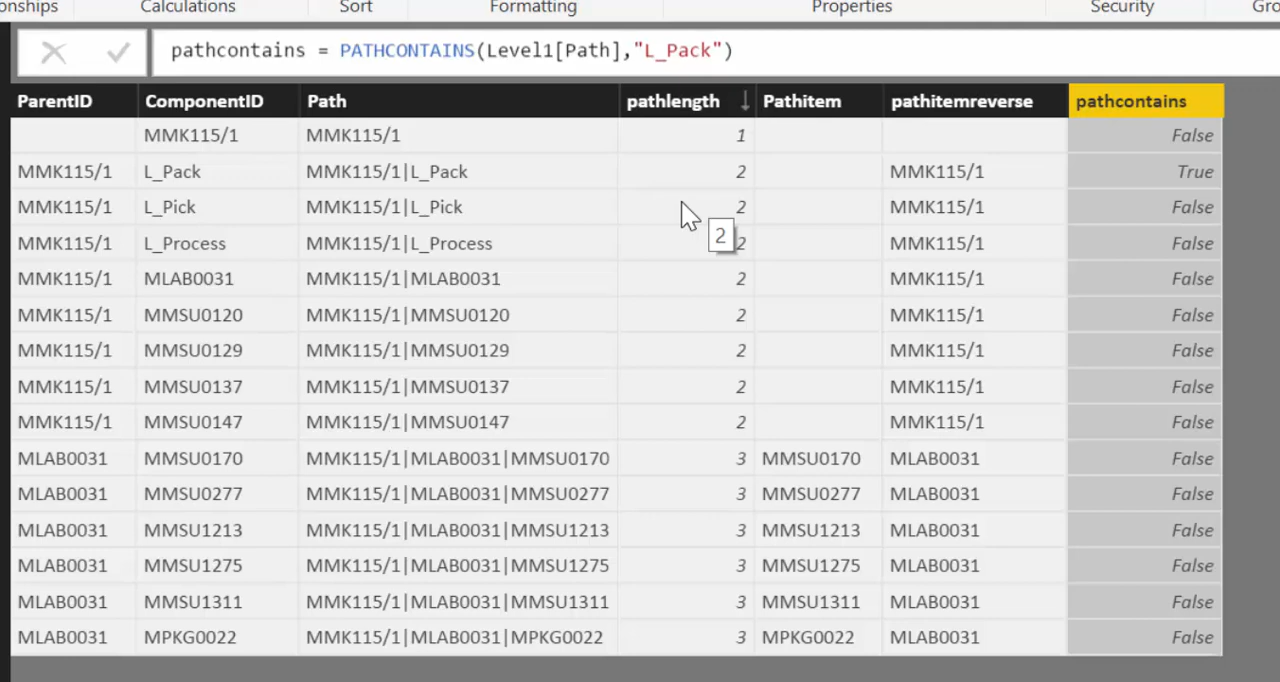 onships Calculations Sort Formatting Properties Security Gro
pathcontains = PATHCONTAINS(Level1[Path],"L_Pack")
ParentID ComponentID Path pathlength Pathitem pathitemreverse pathcontains
MMK115/1 MMK115/1 1 False
MMK115/1 L_Pack MMK115/1|L_Pack 2 MMK115/1 True
MMK115/1 L_Pick MMK115/1|L_Pick 2 MMK115/1 False
2
MMK115/1 L_Process MMK115/1|L_Process 2 MMK115/1 False
MMK115/1 MLAB0031 MMK115/1|MLAB0031 2 MMK115/1 False
MMK115/1 MMSU0120 MMK115/1|MMSU0120 2 MMK115/1 False
MMK115/1 MMSU0129 MMK115/1|MMSU0129 2 MMK115/1 False
MMK115/1 MMSU0137 MMK115/1|MMSU0137 2 MMK115/1 False
MMK115/1 MMSU0147 MMK115/1|MMSU0147 2 MMK115/1 False
MLAB0031 MMSU0170 MMK115/1|MLAB0031|MMSU0170 3 MMSU0170 MLAB0031 False
MLAB0031 MMSU0277 MMK115/1|MLAB0031|MMSU0277 3 MMSU0277 MLAB0031 False
MLAB0031 MMSU1213 MMK115/1|MLAB0031|MMSU1213 3 MMSU1213 MLAB0031 False
MLAB0031 MMSU1275 MMK115/1|MLAB0031|MMSU1275 3 MMSU1275 MLAB0031 False
MLAB0031 MMSU1311 MMK115/1|MLAB0031|MMSU1311 3 MMSU1311 MLAB0031 False
MLAB0031 MPKG0022 MMK115/1|MLAB0031|MPKG0022 3 MPKG0022 MLAB0031 False